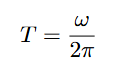 T = ω / 2π